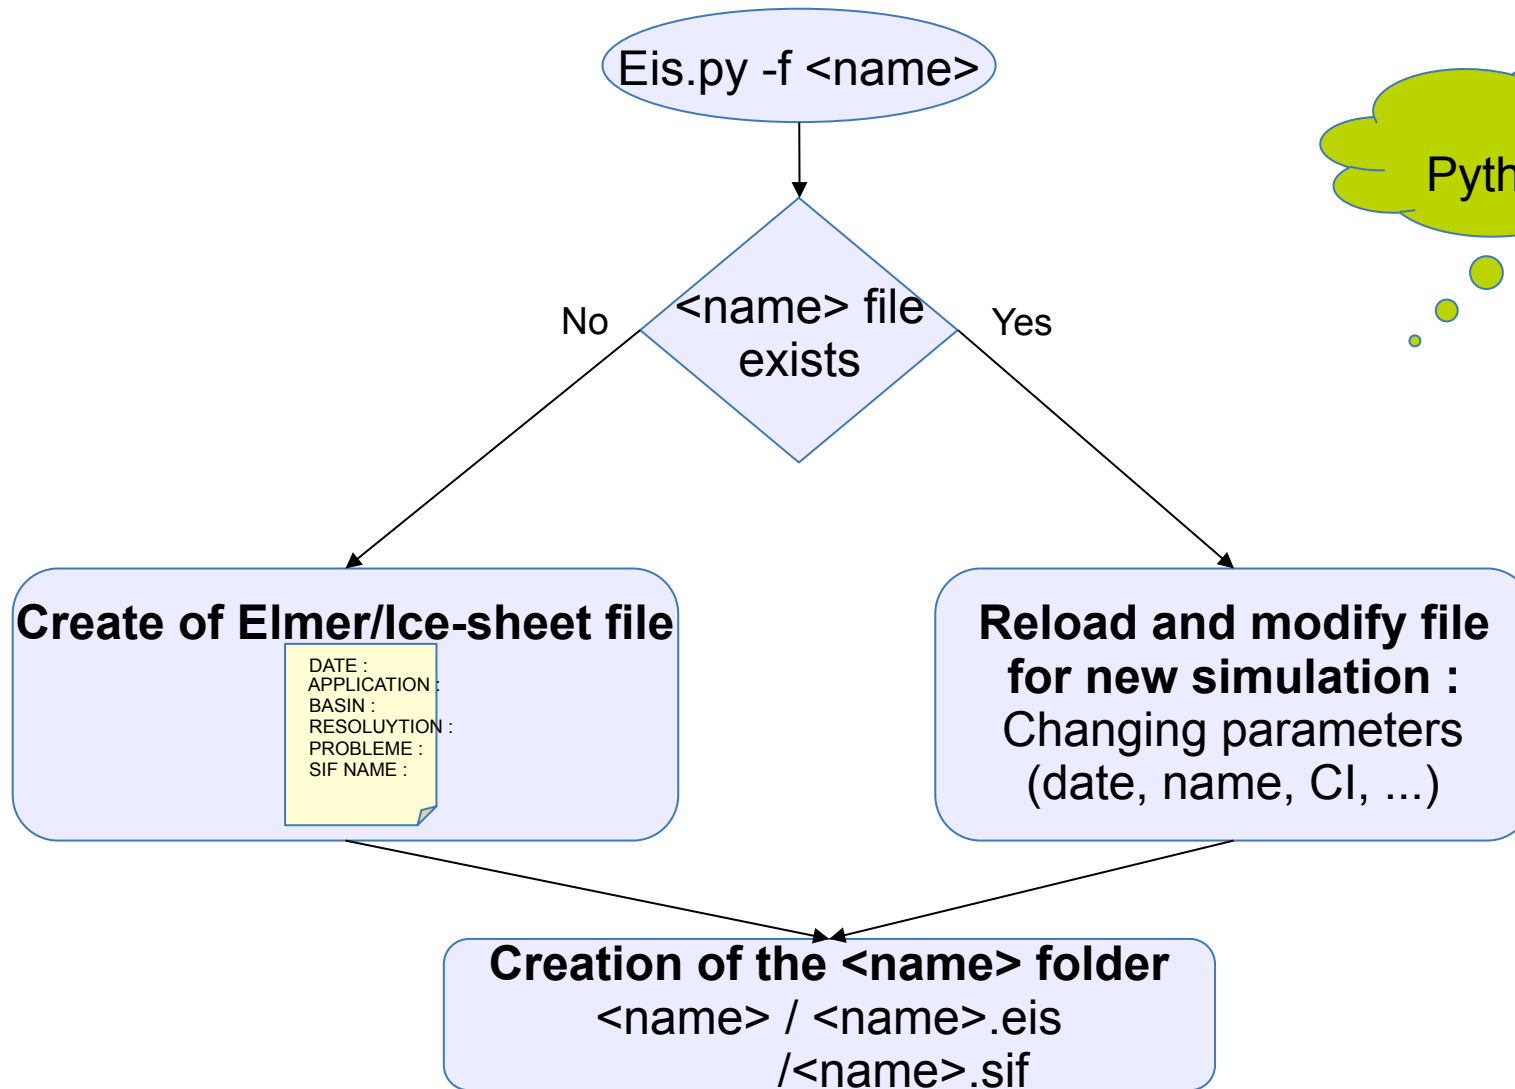 Eis.py -f <name>
Pyth
<name> file
exists
No
Yes
Create of Elmer/Ice-sheet file
DATE :
APPLICATION :
BASIN :
RESOLUYTION :
PROBLEME :
SIF NAME :
Reload and modify file
for new simulation :
Changing parameters
(date, name, CI, ...)
Creation of the <name> folder
<name> / <name>.eis
/<name>.sif